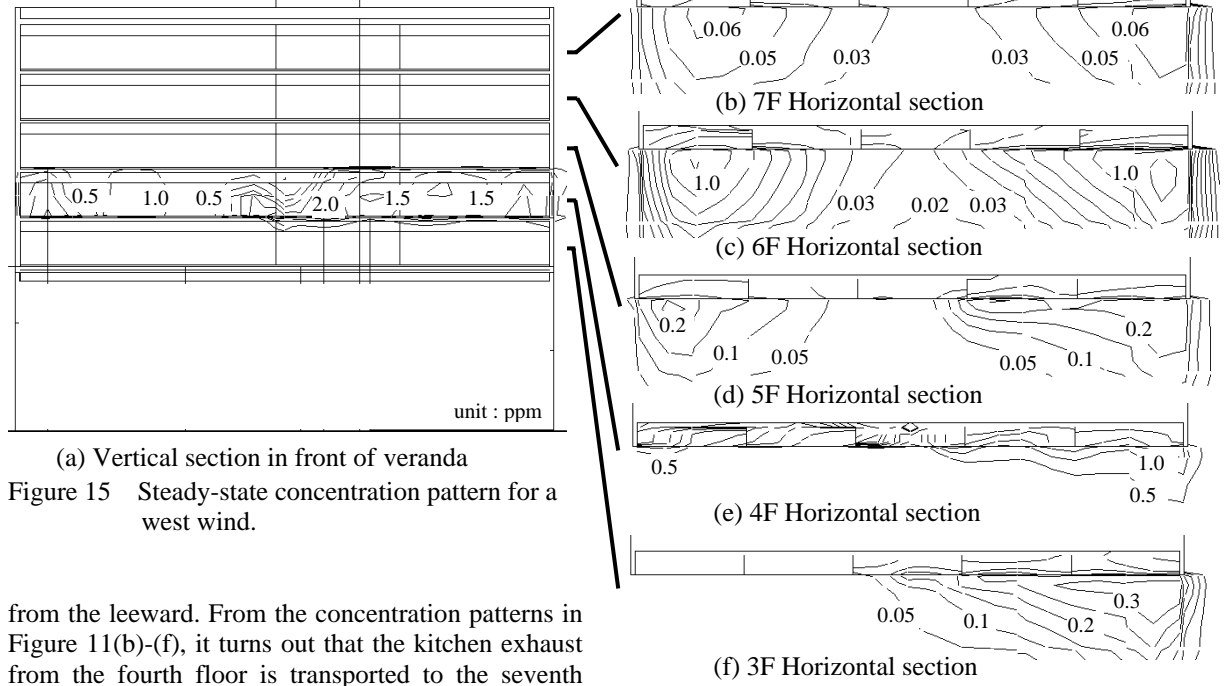 0.5 1.0 0.5 2.0 1.5 1.5
unit : ppm
(a) Vertical section in front of veranda
Figure 15 Steady-state concentration pattern for a
west wind.
from the leeward. From the concentration patterns in
Figure 11(b)-(f), it turns out that the kitchen exhaust
from the fourth floor is transported to the seventh
0.06 0.06
0.05 0.03 0.03 0.05
(b) 7F Horizontal section
1.0 1.0
0.03 0.02 0.03
(c) 6F Horizontal section
0.2 0.2
0.1 0.05 0.05 0.1
(d) 5F Horizontal section
0.5 1.0
0.5
(e) 4F Horizontal section
0.3
0.05 0.2
(f) 3F Horizontal section